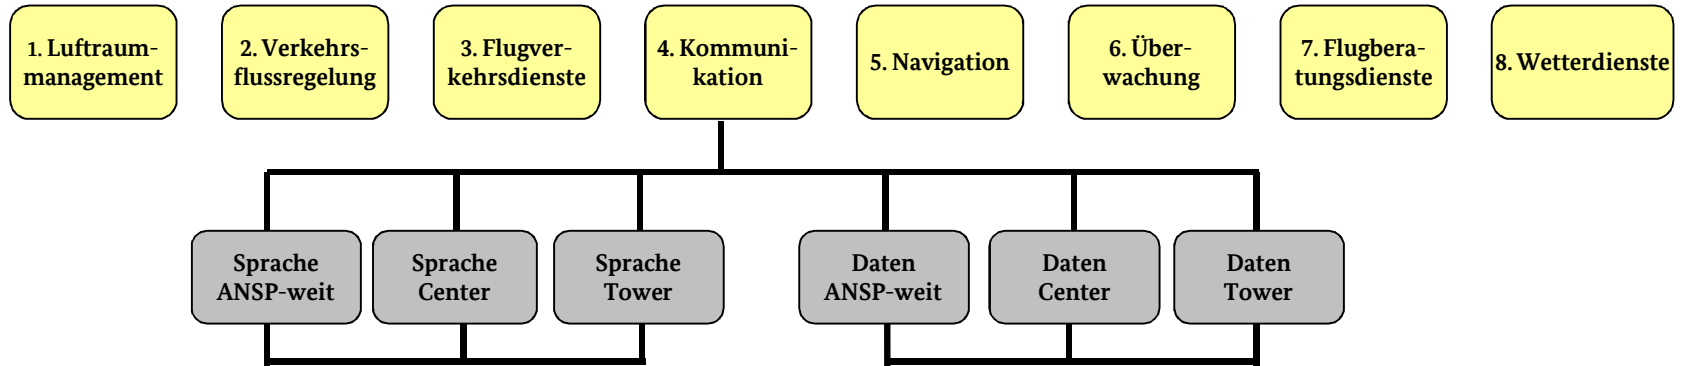 1. Luftraum-
management
2. Verkehrs-
flussregelung
3. Flugver-
kehrsdienste
4. Kommuni-
kation
5. Navigation
6. Über-
wachung
7. Flugbera-
tungsdienste
8. Wetterdienste
Sprache
ANSP-weit
Sprache
Center
Sprache
Tower
Daten
ANSP-weit
Daten
Center
Daten
Tower